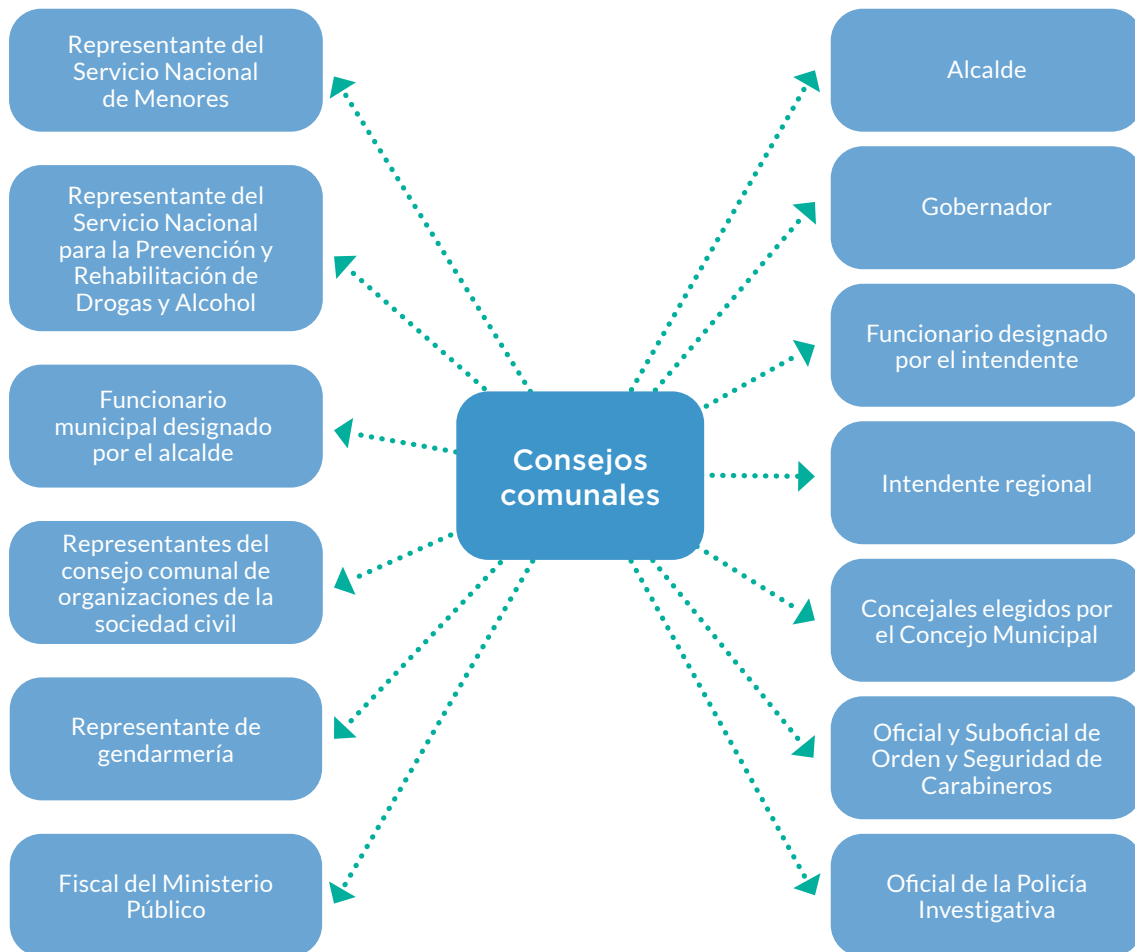 Representante del
Servicio Nacional
de Menores
Representante del
Servicio Nacional
para la Prevención y
Rehabilitación de
Drogas y Alcohol
Funcionario
municipal designado
por el alcalde
Representantes del
consejo comunal de
organizaciones de la
sociedad civil
Representante de
gendarmería
Fiscal del Ministerio
Público
Consejos
comunales
Alcalde
Gobernador
Funcionario designado
por el intendente
Intendente regional
Concejales elegidos por
el Concejo Municipal
Oficial y Suboficial de
Orden y Seguridad de
Carabineros
Oficial de la Policía
Investigativa